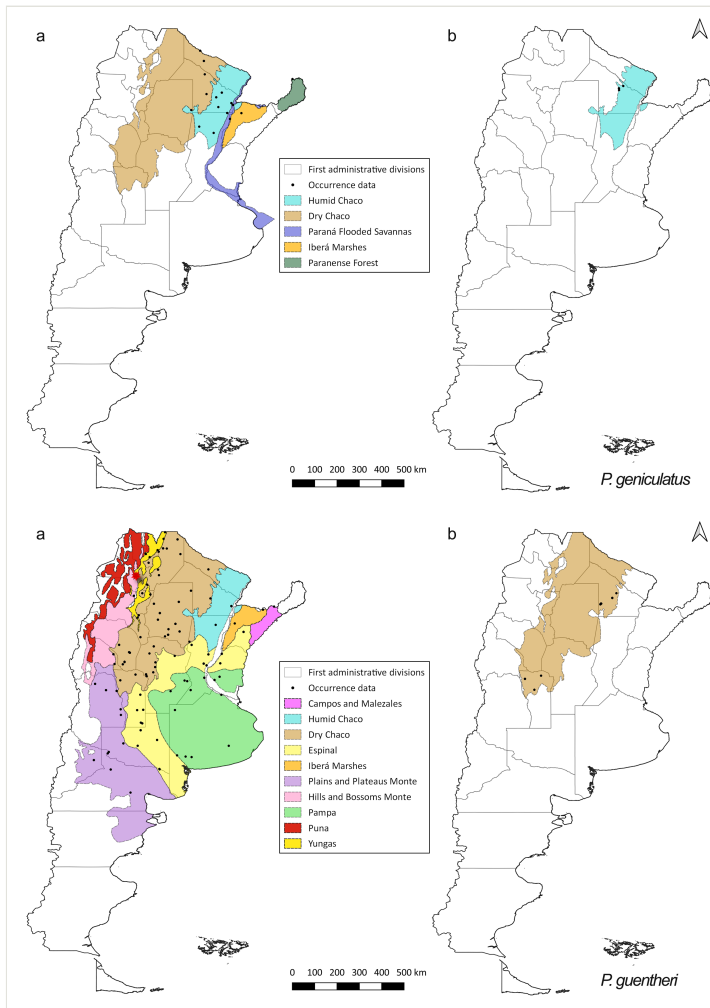 a
b
First administrative divisions
Occurrence data
Humid Chaco
Dry Chaco
Paraná Flooded Savannas
Iberá Marshes
Paranense Forest
0 100 200 300 400 500 km
P. geniculatus
a
b
First administrative divisions
Occurrence data
Campos and Malezales
Humid Chaco
Dry Chaco
Espinal
Iberá Marshes
Plains and Plateaus Monte
Hills and Bossoms Monte
Pampa
Puna
Yungas
0 100 200 300 400 500 km
P. guentheri